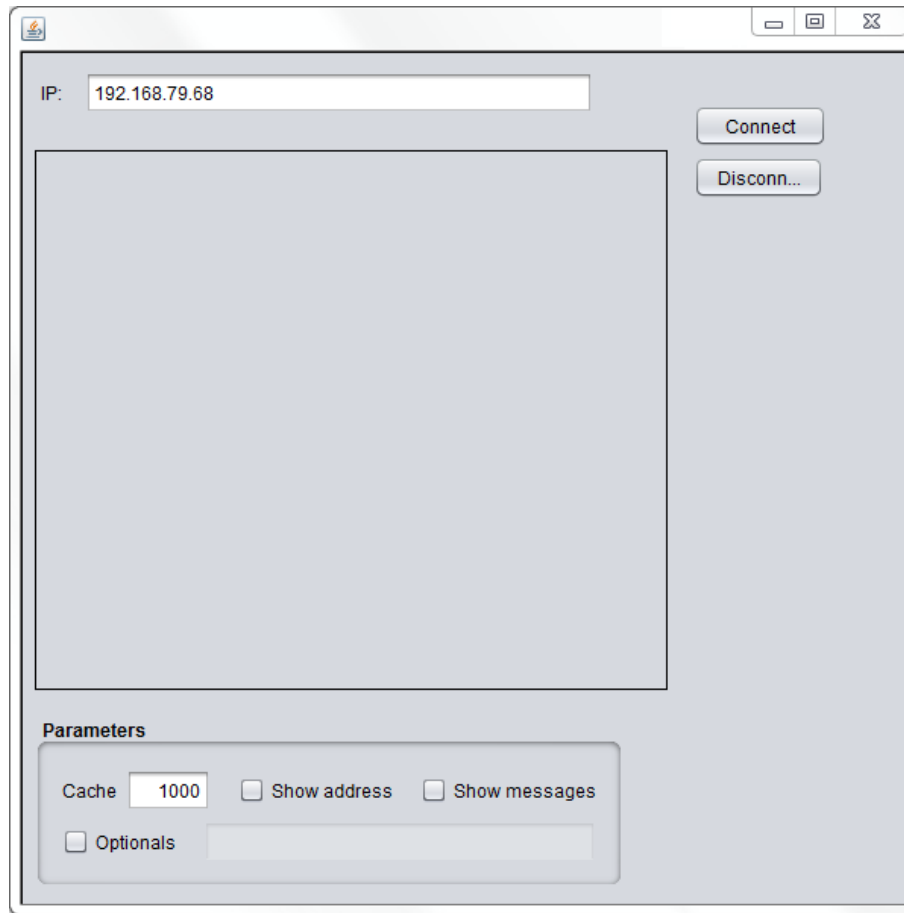 IP: 192.168.79.68
Connect
Disconn...
Parameters
Cache 1000 Show address Show messages
Optionals